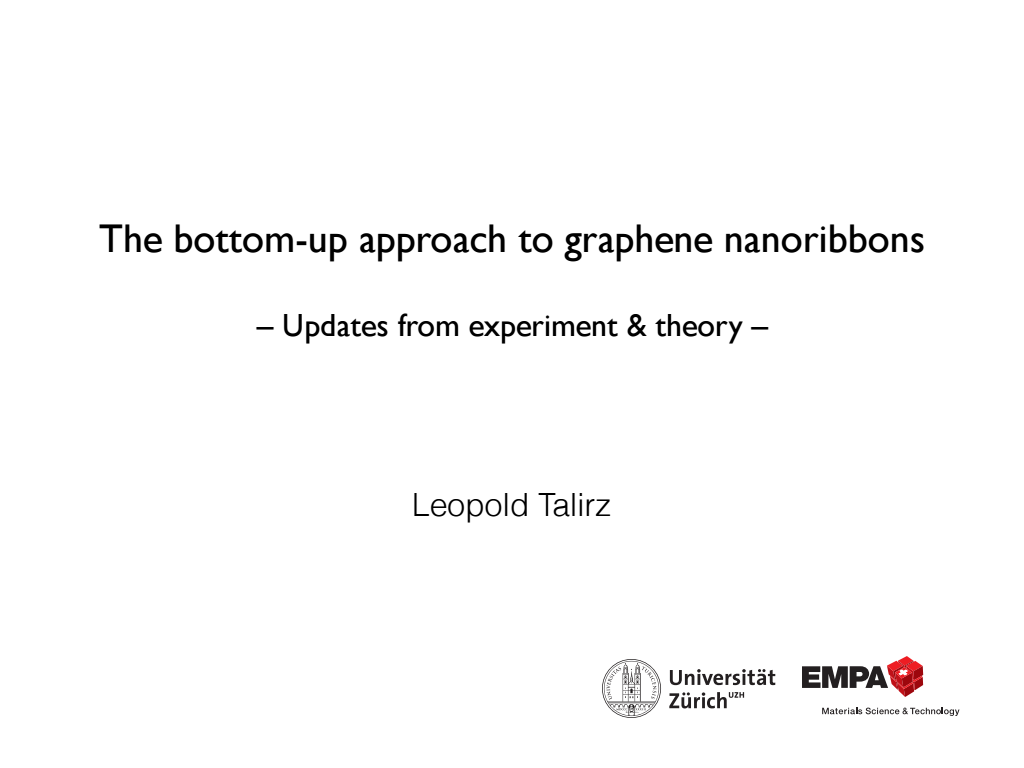 The bottom-up approach to graphene nanoribbons
– Updates from experiment & theory –
Leopold Talirz
Universität
Zürich UZH
EMPA
Materials Science & Technology